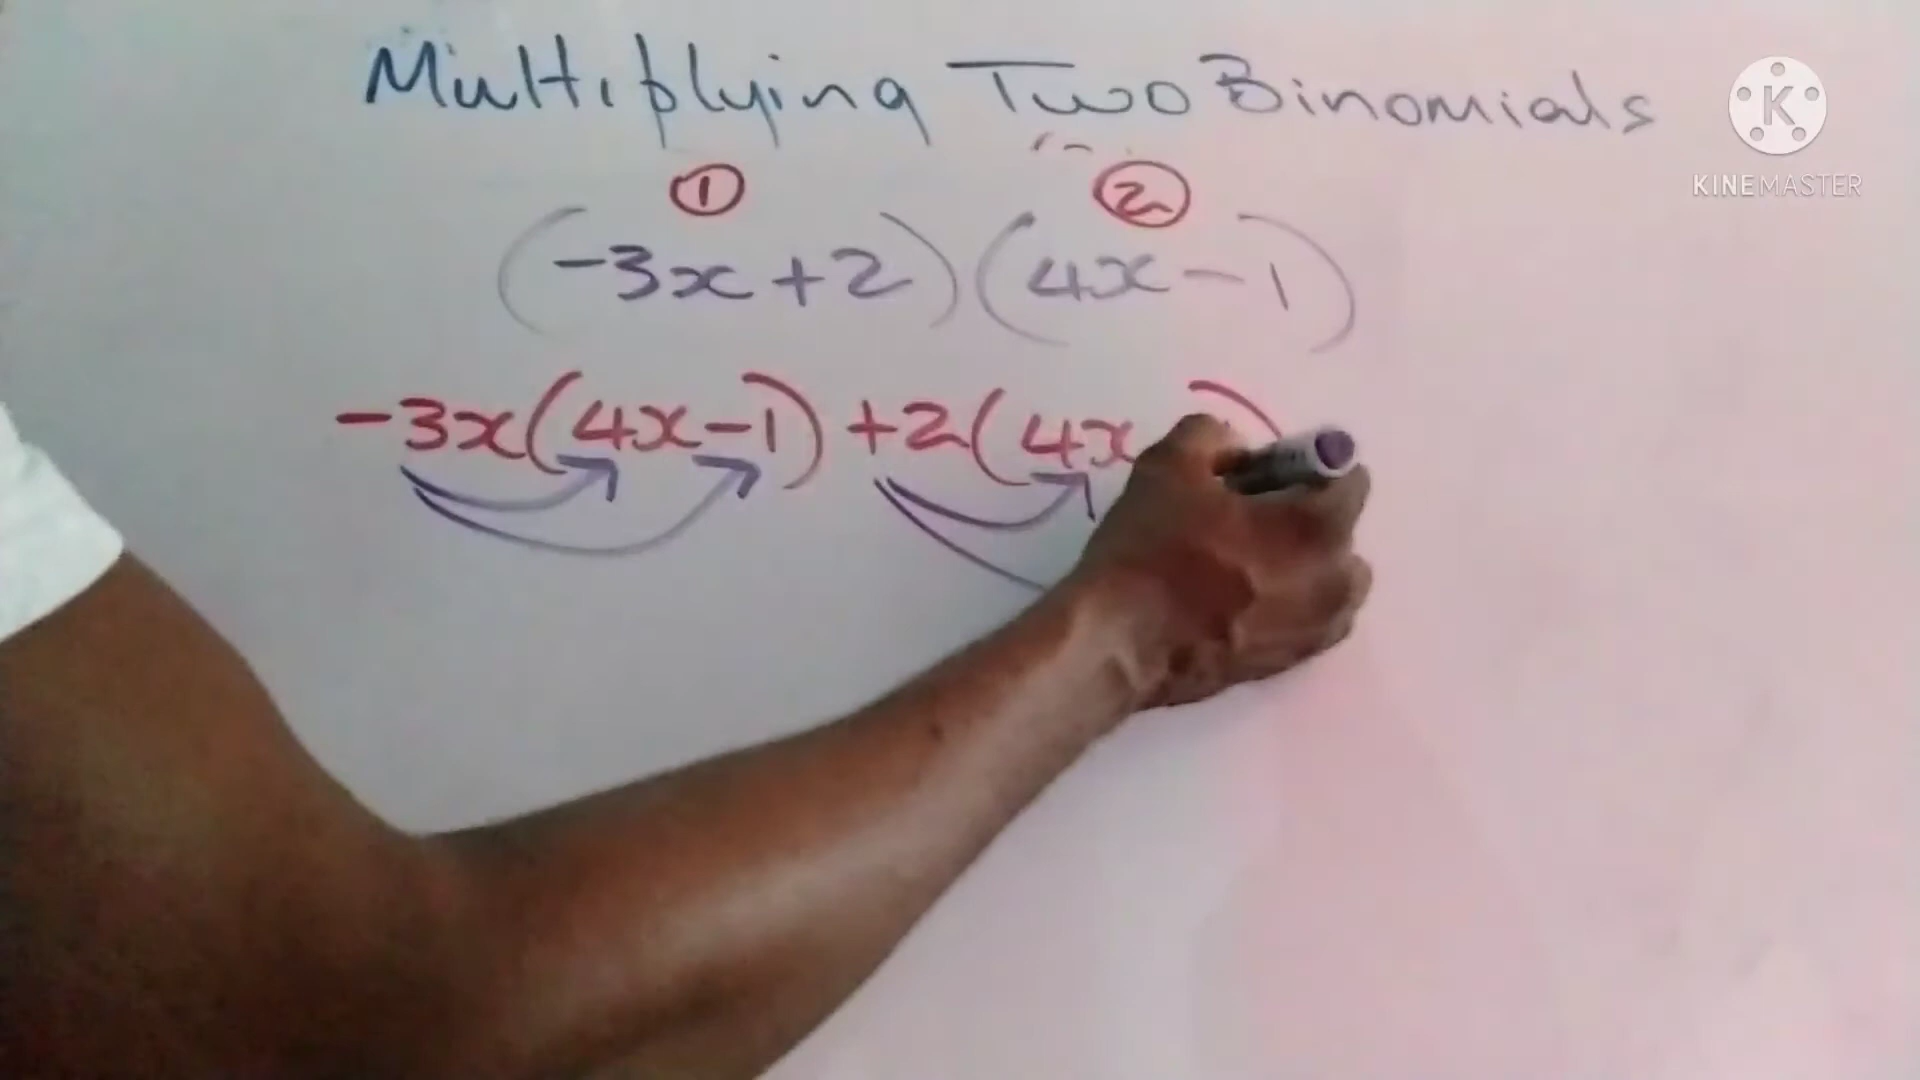 Multiplying Two Binomials
K
KINEMASTER
① ②
(-3x+2)(4x-1)
-3x(4x-1)+2(4x )